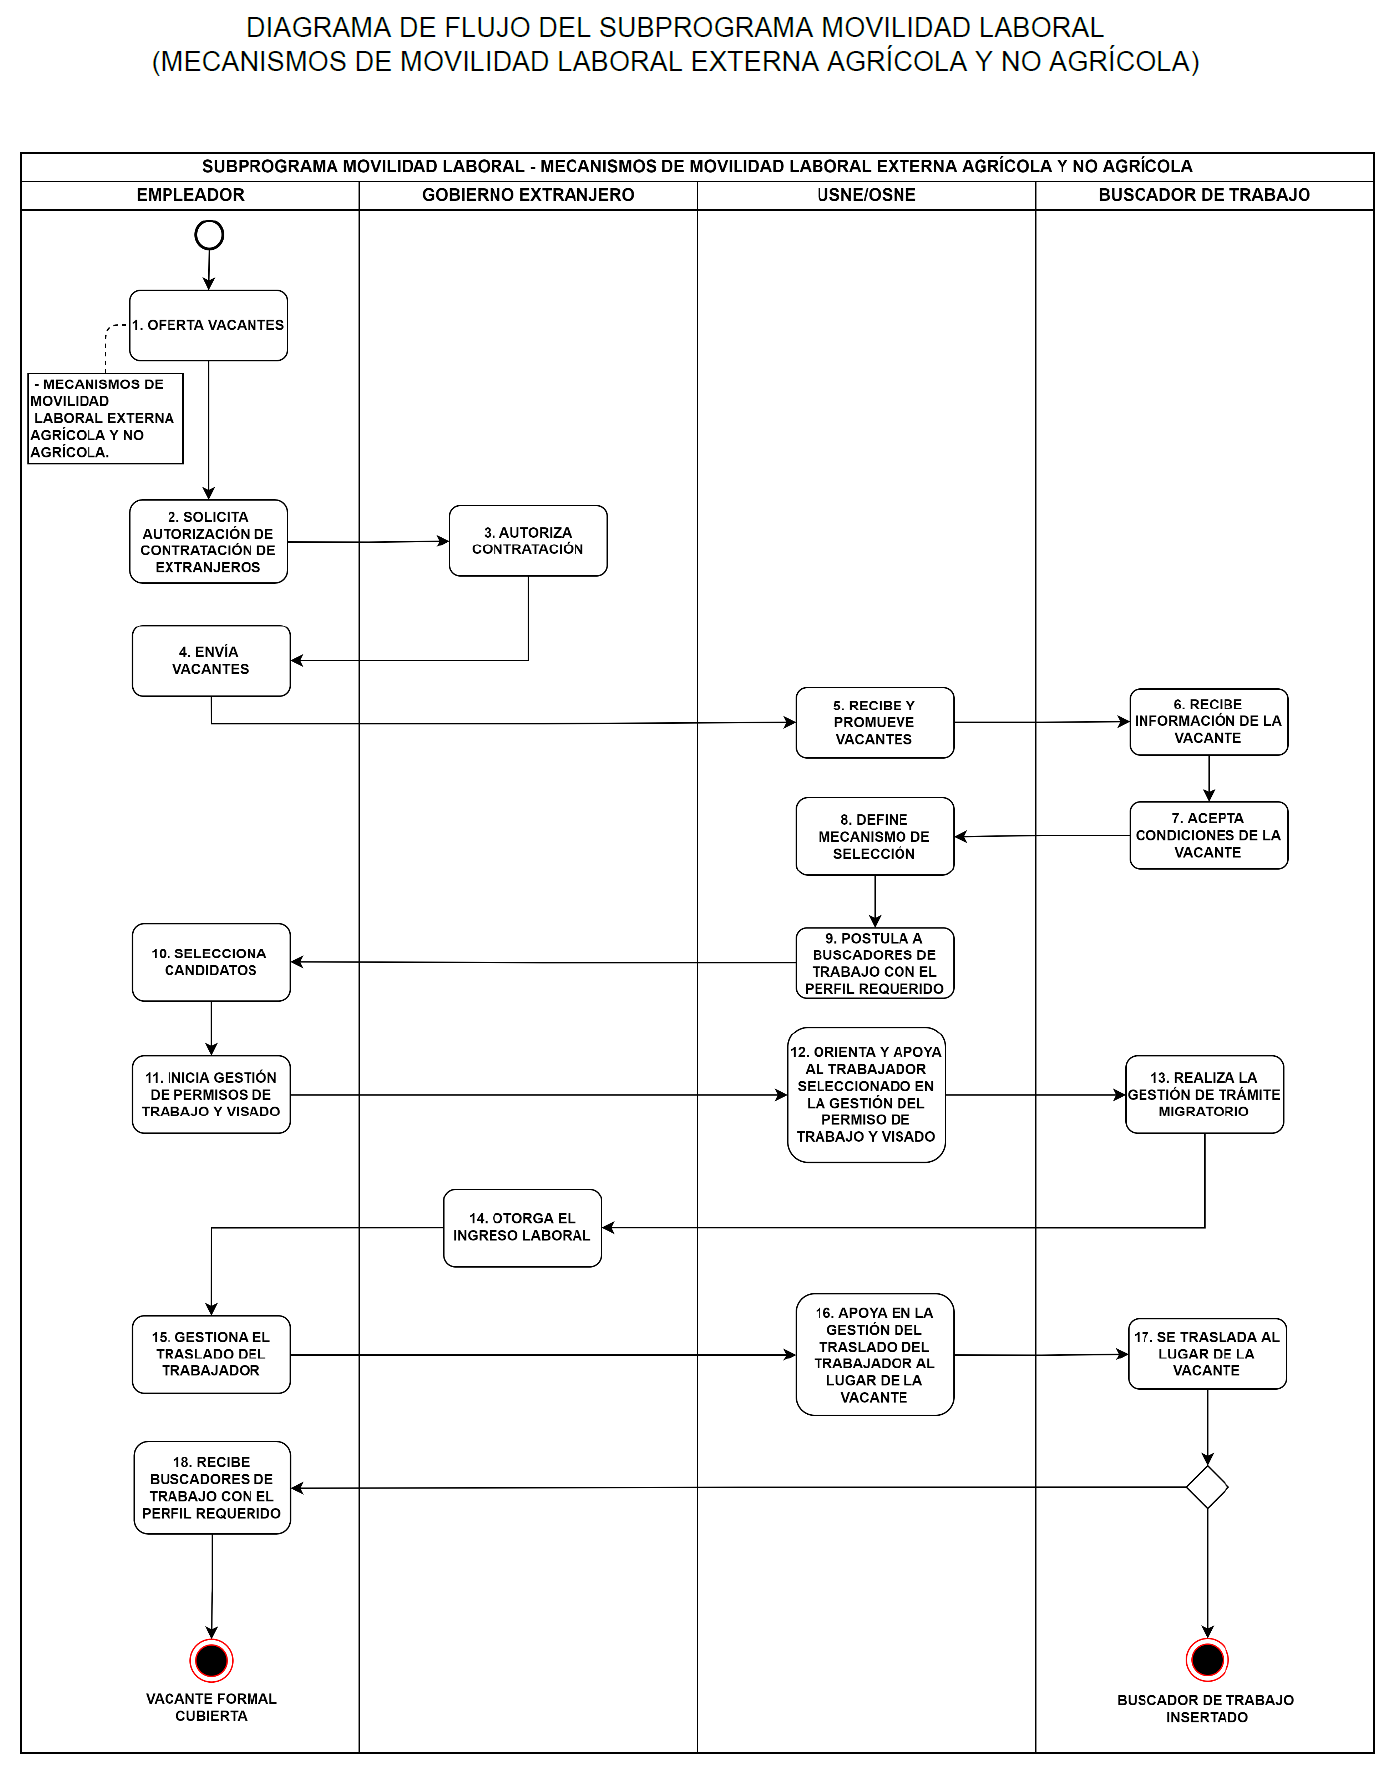 DIAGRAMA DE FLUJO DEL SUBPROGRAMA MOVILIDAD LABORAL
(MECANISMOS DE MOVILIDAD LABORAL EXTERNA AGRÍCOLA Y NO AGRÍCOLA)
SUBPROGRAMA MOVILIDAD LABORAL - MECANISMOS DE MOVILIDAD LABORAL EXTERNA AGRÍCOLA Y NO AGRÍCOLA
EMPLEADOR
GOBIERNO EXTRANJERO
USNE/OSNE
BUSCADOR DE TRABAJO
1. OFERTA VACANTES
- MECANISMOS DE
MOVILIDAD
LABORAL EXTERNA
AGRÍCOLA Y NO
AGRÍCOLA.
2. SOLICITA
AUTORIZACIÓN DE
CONTRATACIÓN DE
EXTRANJEROS
3. AUTORIZA
CONTRATACIÓN
4. ENVÍA
VACANTES
5. RECIBE Y
PROMUEVE
VACANTES
6. RECIBE
INFORMACIÓN DE LA
VACANTE
7. ACEPTA
CONDICIONES DE LA
VACANTE
8. DEFINE
MECANISMO DE
SELECCIÓN
9. POSTULA A
BUSCADORES DE
TRABAJO CON EL
PERFIL REQUERIDO
10. SELECCIONA
CANDIDATOS
11. INICIA GESTIÓN
DE PERMISOS DE
TRABAJO Y VISADO
12. ORIENTA Y APOYA
AL TRABAJADOR
SELECCIONADO EN
LA GESTIÓN DEL
PERMISO DE
TRABAJO Y VISADO
13. REALIZA LA
GESTIÓN DE TRÁMITE
MIGRATORIO
14. OTORGA EL
INGRESO LABORAL
15. GESTIONA EL
TRASLADO DEL
TRABAJADOR
16. APOYA EN LA
GESTIÓN DEL
TRASLADO DEL
TRABAJADOR AL
LUGAR DE LA
VACANTE
17. SE TRASLADA AL
LUGAR DE LA
VACANTE
18. RECIBE
BUSCADORES DE
TRABAJO CON EL
PERFIL REQUERIDO
VACANTE FORMAL
CUBIERTA
BUSCADOR DE TRABAJO
INSERTADO